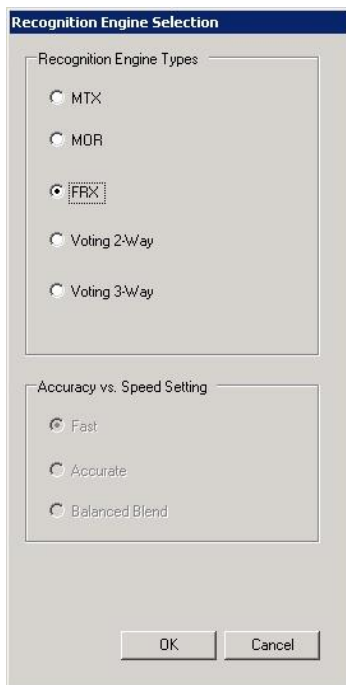 Recognition Engine Selection
Recognition Engine Types
MTX
MOR
FRX
Voting 2-Way
Voting 3-Way
Accuracy vs. Speed Setting
Fast
Accurate
Balanced Blend
OK Cancel